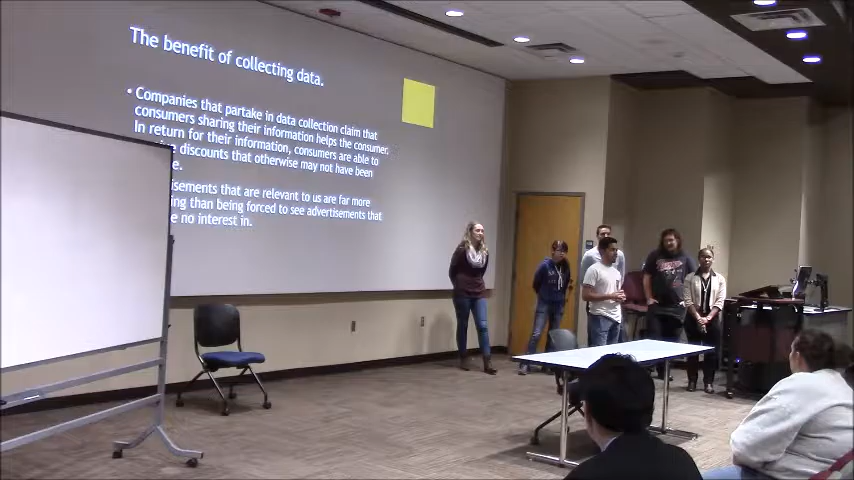 The benefit of collecting data.
• Companies that partake in data collection claim that
consumers sharing their information helps the consumer.
In return for their information, consumers are able to
discounts that otherwise may not have been
that are relevant to us are far more
than being forced to see advertisements that
no interest in.